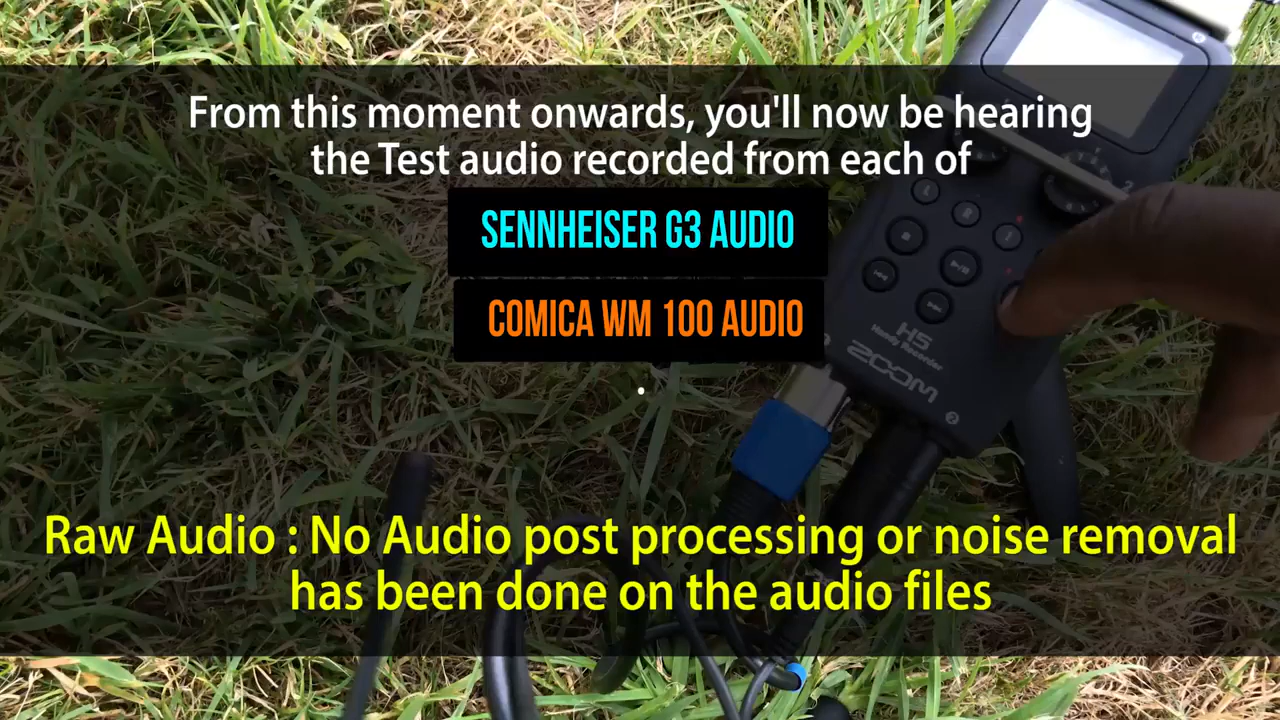 From this moment onwards, you'll now be hearing
the Test audio recorded from each of
SENNHEISER G3 AUDIO
COMICA WM 100 AUDIO
.
H5
Handy Recorder
ZOOM
Raw Audio : No Audio post processing or noise removal
has been done on the audio files